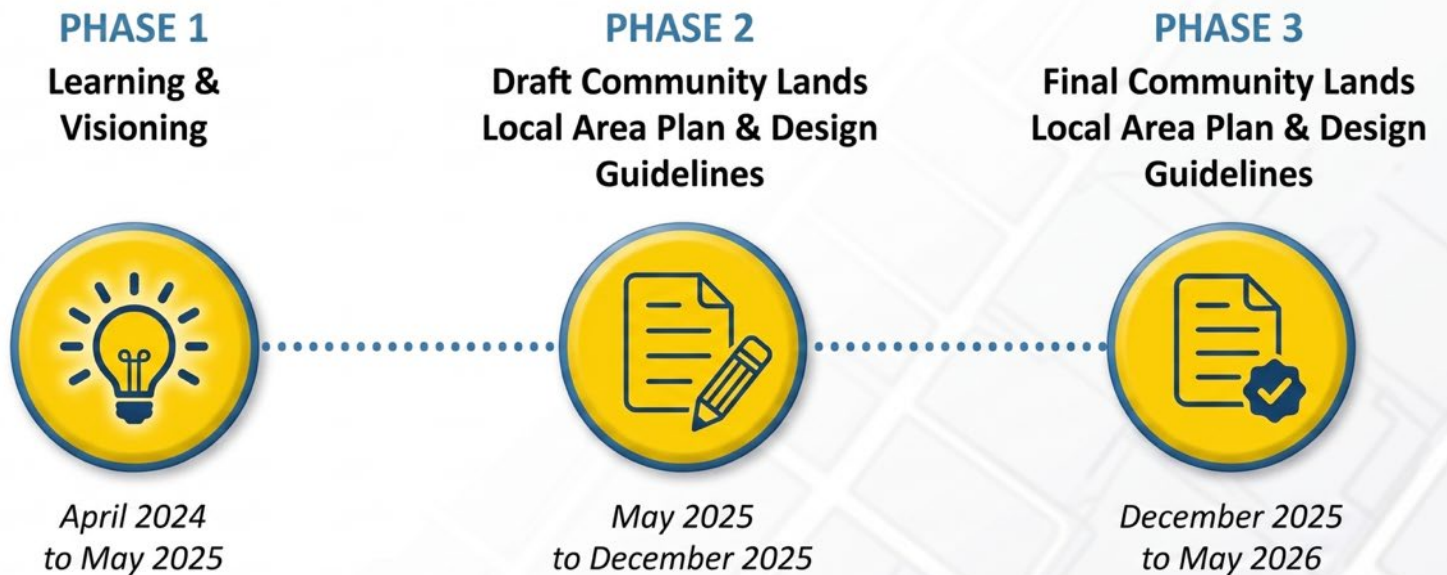 PHASE 1
Learning &
Visioning
April 2024
to May 2025
PHASE 2
Draft Community Lands
Local Area Plan & Design
Guidelines
May 2025
to December 2025
PHASE 3
Final Community Lands
Local Area Plan & Design
Guidelines
December 2025
to May 2026